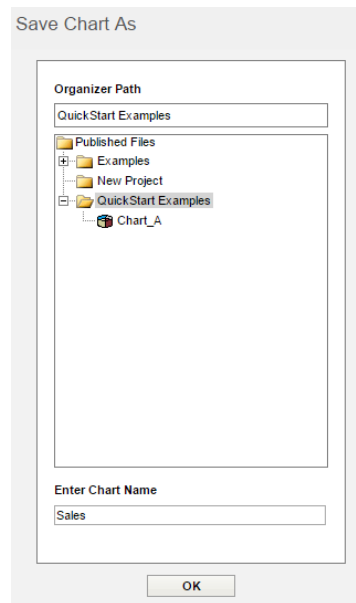 Save Chart As
Organizer Path
QuickStart Examples
Published Files
Examples
New Project
QuickStart Examples
Chart_A
Enter Chart Name
Sales
OK